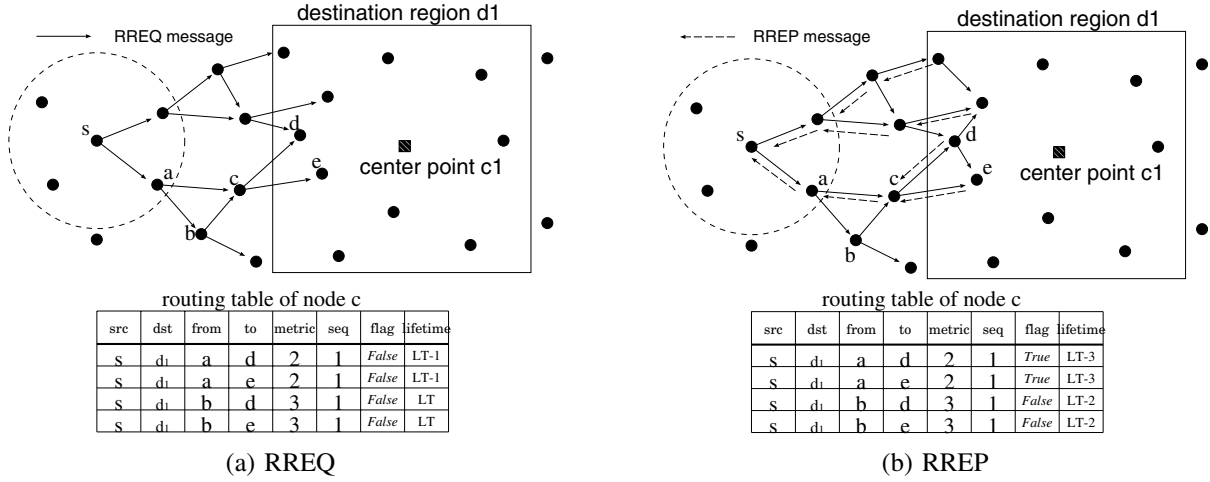 destination region d1
RREQ message
s
a
b
c
d
e
center point c1
routing table of node c
src dst from to metric seq flag lifetime
s d1 a d 2 1 False LT-1
s d1 a e 2 1 False LT-1
s d1 b d 3 1 False LT
s d1 b e 3 1 False LT
(a) RREQ
destination region d1
RREP message
s
a
b
c
d
e
center point c1
routing table of node c
src dst from to metric seq flag lifetime
s d1 a d 2 1 True LT-3
s d1 a e 2 1 True LT-3
s d1 b d 3 1 False LT-2
s d1 b e 3 1 False LT-2
(b) RREP